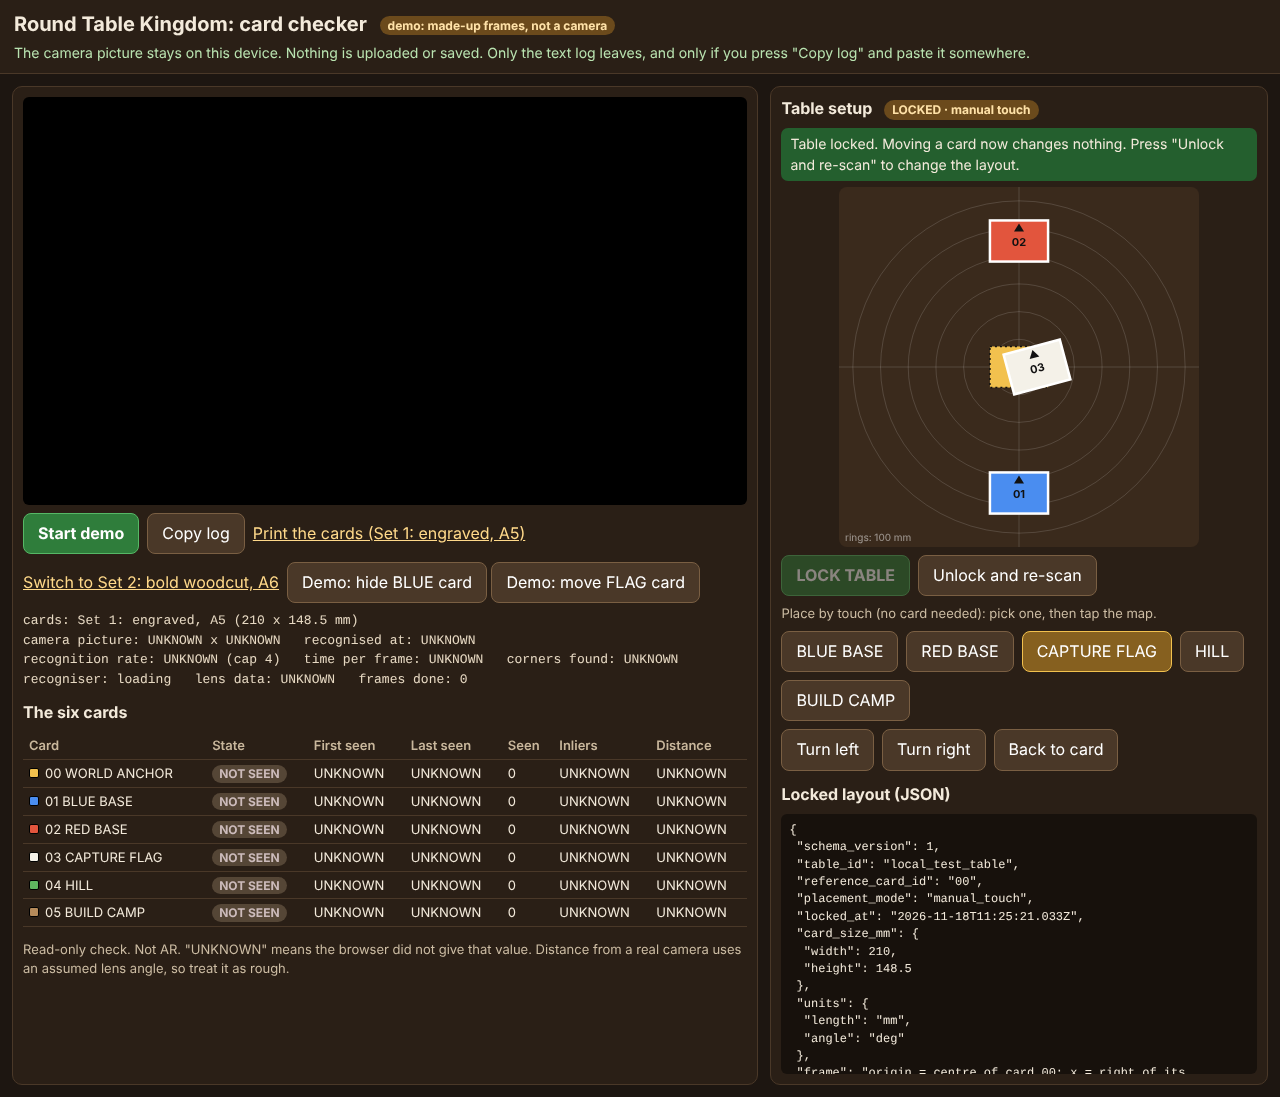 Round Table Kingdom: card checker
demo: made-up frames, not a camera
The camera picture stays on this device. Nothing is uploaded or saved. Only the text log leaves, and only if you press "Copy log" and paste it somewhere.
Start demo
Copy log
Print the cards (Set 1: engraved, A5)
Switch to Set 2: bold woodcut, A6
Demo: hide BLUE card
Demo: move FLAG card
cards: Set 1: engraved, A5 (210 x 148.5 mm)
camera picture: UNKNOWN x UNKNOWN recognised at: UNKNOWN
recognition rate: UNKNOWN (cap 4) time per frame: UNKNOWN corners found: UNKNOWN
recogniser: loading lens data: UNKNOWN frames done: 0
The six cards
Card State First seen Last seen Seen Inliers Distance
00 WORLD ANCHOR NOT SEEN UNKNOWN UNKNOWN 0 UNKNOWN UNKNOWN
01 BLUE BASE NOT SEEN UNKNOWN UNKNOWN 0 UNKNOWN UNKNOWN
02 RED BASE NOT SEEN UNKNOWN UNKNOWN 0 UNKNOWN UNKNOWN
03 CAPTURE FLAG NOT SEEN UNKNOWN UNKNOWN 0 UNKNOWN UNKNOWN
04 HILL NOT SEEN UNKNOWN UNKNOWN 0 UNKNOWN UNKNOWN
05 BUILD CAMP NOT SEEN UNKNOWN UNKNOWN 0 UNKNOWN UNKNOWN
Read-only check. Not AR. "UNKNOWN" means the browser did not give that value. Distance from a real camera uses
an assumed lens angle, so treat it as rough.
Table setup
LOCKED · manual touch
Table locked. Moving a card now changes nothing. Press "Unlock
and re-scan" to change the layout.
02
03
01
rings: 100 mm
LOCK TABLE
Unlock and re-scan
Place by touch (no card needed): pick one, then tap the map.
BLUE BASE
RED BASE
CAPTURE FLAG
HILL
BUILD CAMP
Turn left
Turn right
Back to card
Locked layout (JSON)
{
"schema_version": 1,
"table_id": "local_test_table",
"reference_card_id": "00",
"placement_mode": "manual_touch",
"locked_at": "2026-11-18T11:25:21.033Z",
"card_size_mm": {
"width": 210,
"height": 148.5
},
"units": {
"length": "mm",
"angle": "deg"
},
"frame": "origin = centre of card 00; x = right of its